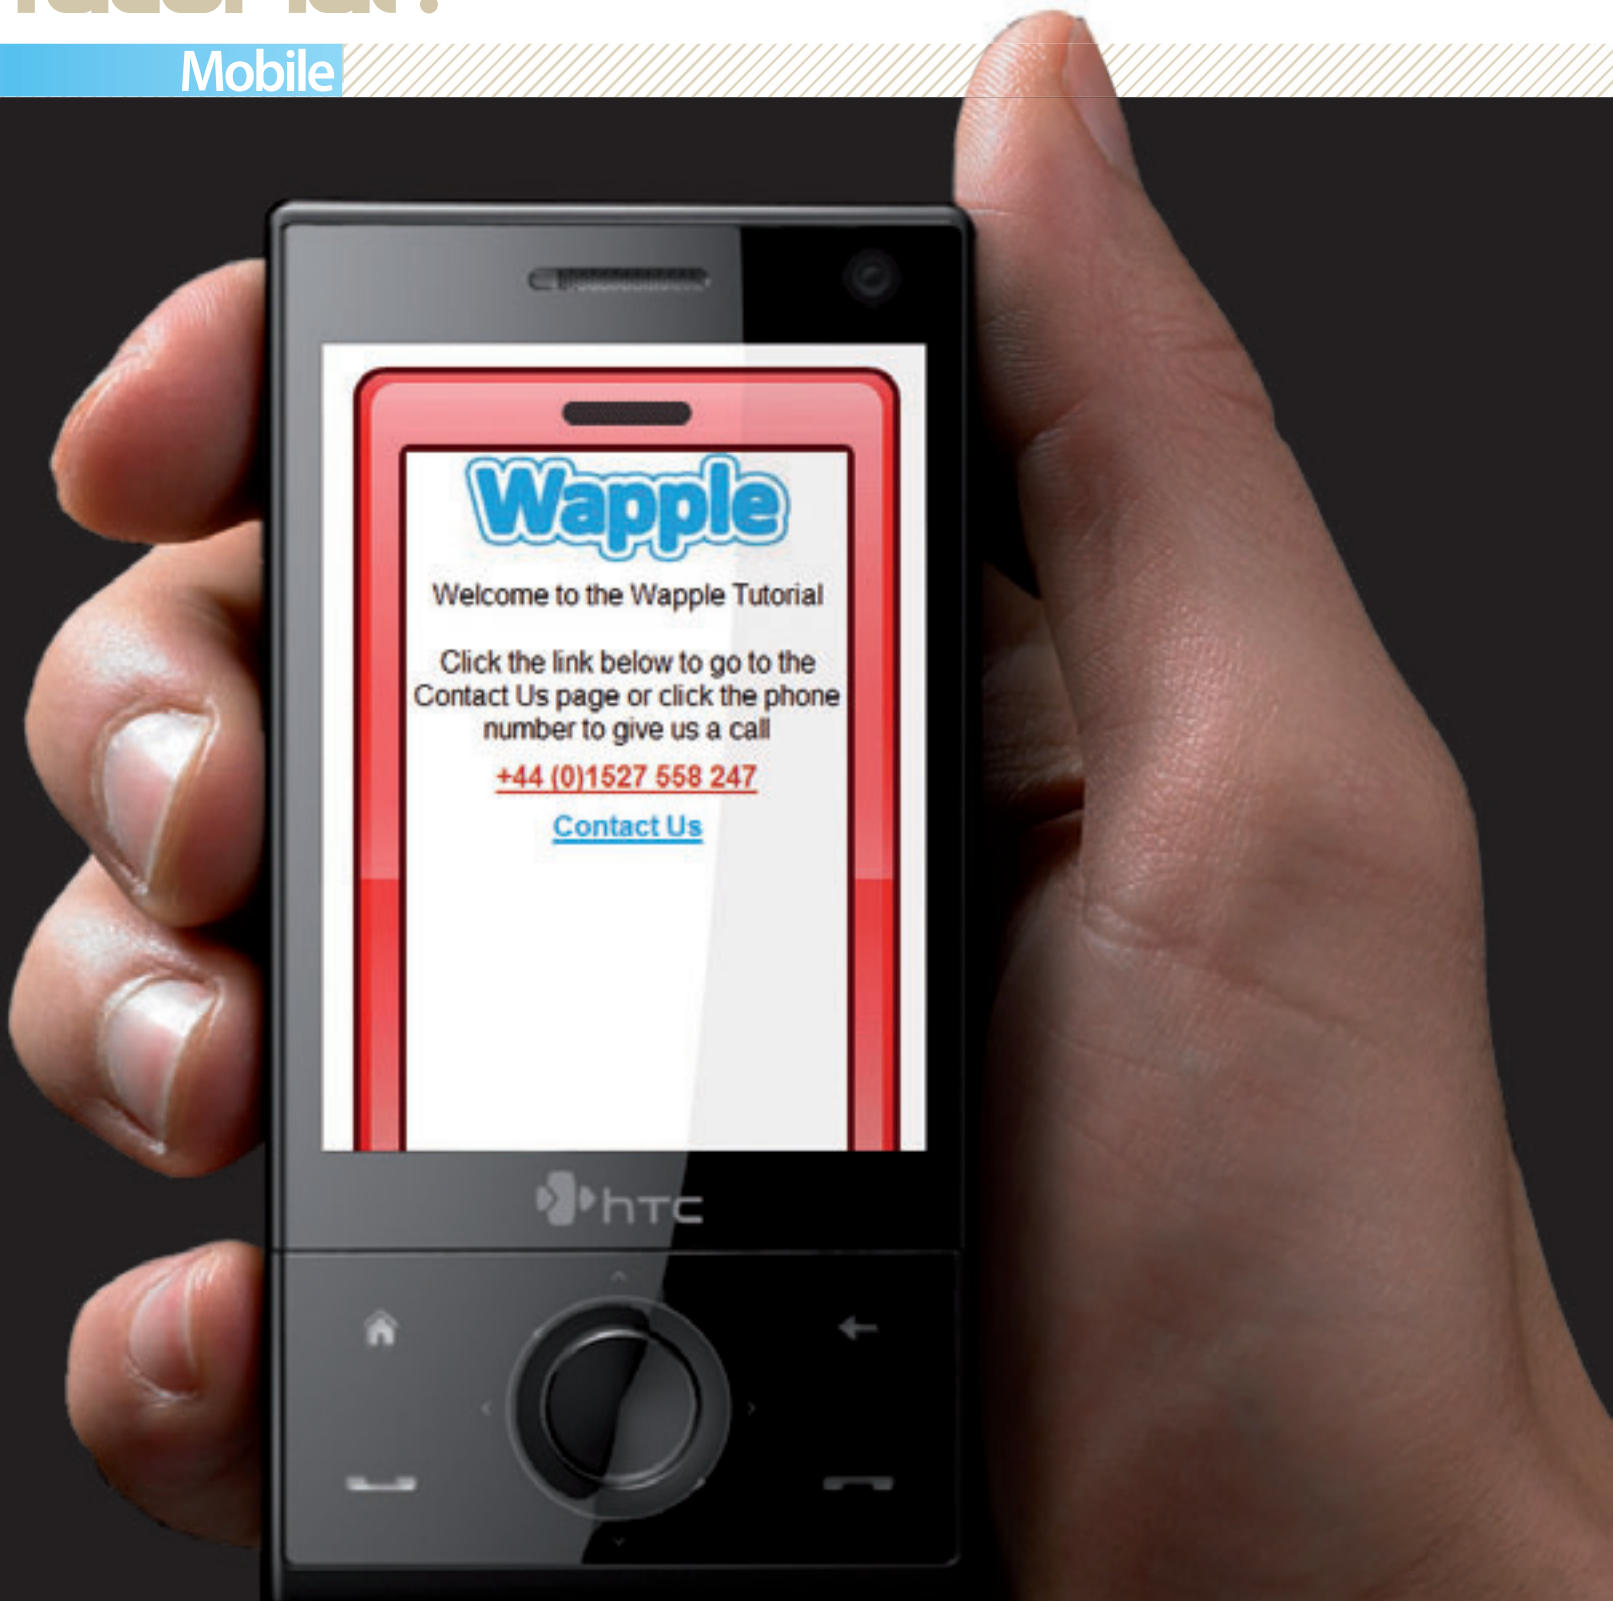 Mobile
Wapple
Welcome to the Wapple Tutorial
Click the link below to go to the
Contact Us page or click the phone
number to give us a call
+44 (0)1527 558 247
Contact Us
hTC